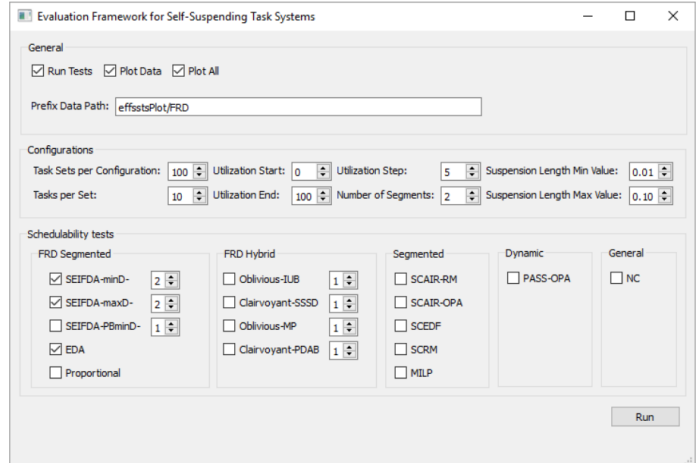 Evaluation Framework for Self-Suspending Task Systems
General
Run Tests Plot Data Plot All
Prefix Data Path: effsstsPlot/FRD
Configurations
Task Sets per Configuration: 100 Utilization Start: 0 Utilization Step: 5 Suspension Length Min Value: 0.01
Tasks per Set: 10 Utilization End: 100 Number of Segments: 2 Suspension Length Max Value: 0.10
Schedulability tests
FRD Segmented FRD Hybrid Segmented Dynamic General
SEIFDA-minD- 2 Oblivious-IUB 1 SCAIR-RM PASS-OPA NC
SEIFDA-maxD- 2 Clairvoyant-SSSD 1 SCAIR-OPA
SEIFDA-PBminD- 1 Oblivious-MP 1 SCEDF
EDA Clairvoyant-PDAB 1 SCRM
Proportional MILP
Run